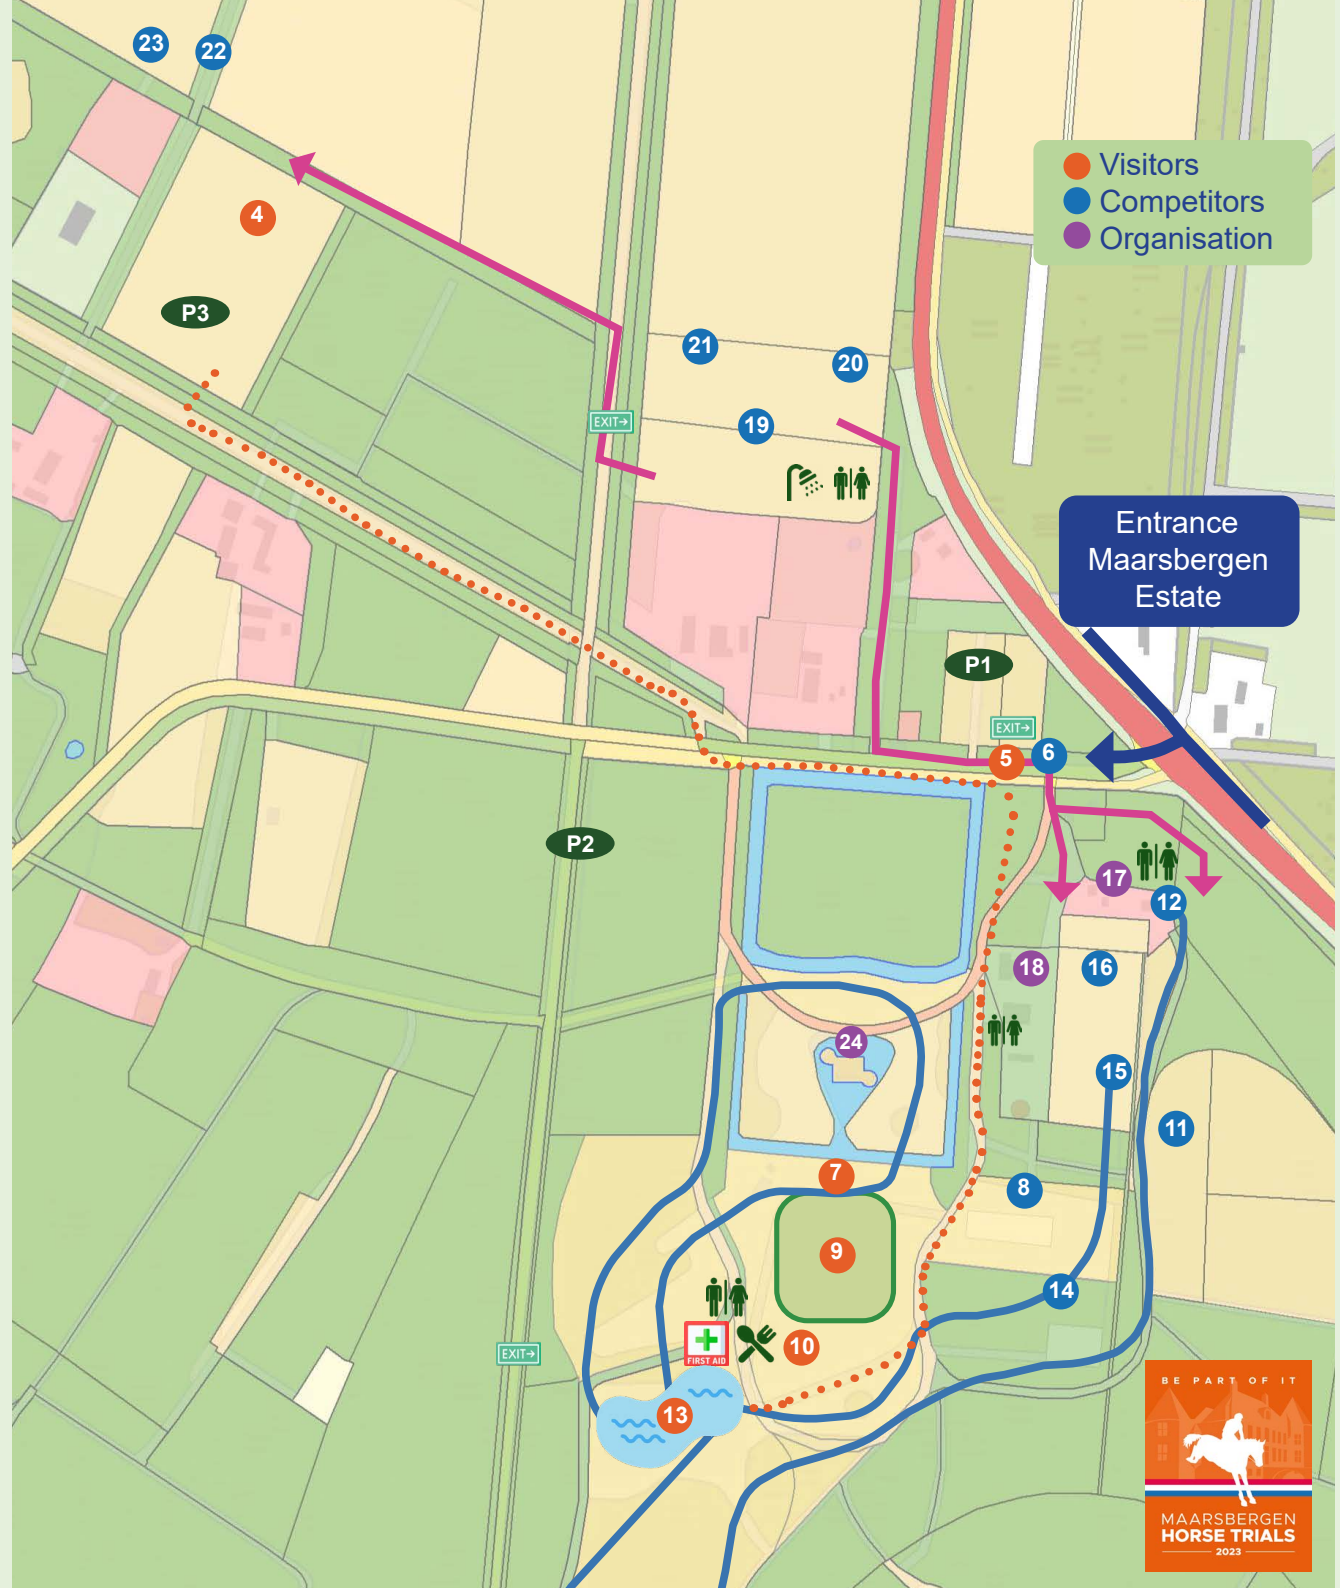 23
22
Visitors
Competitors
Organisation
4
P3
21
20
EXIT→
19
Entrance
Maarsbergen
Estate
P1
EXIT→
5
6
P2
17
12
18
16
24
15
11
7
8
9
14
10
FIRST AID
EXIT→
13
BE PART OF IT
MAARSBERGEN
HORSE TRIALS
2023